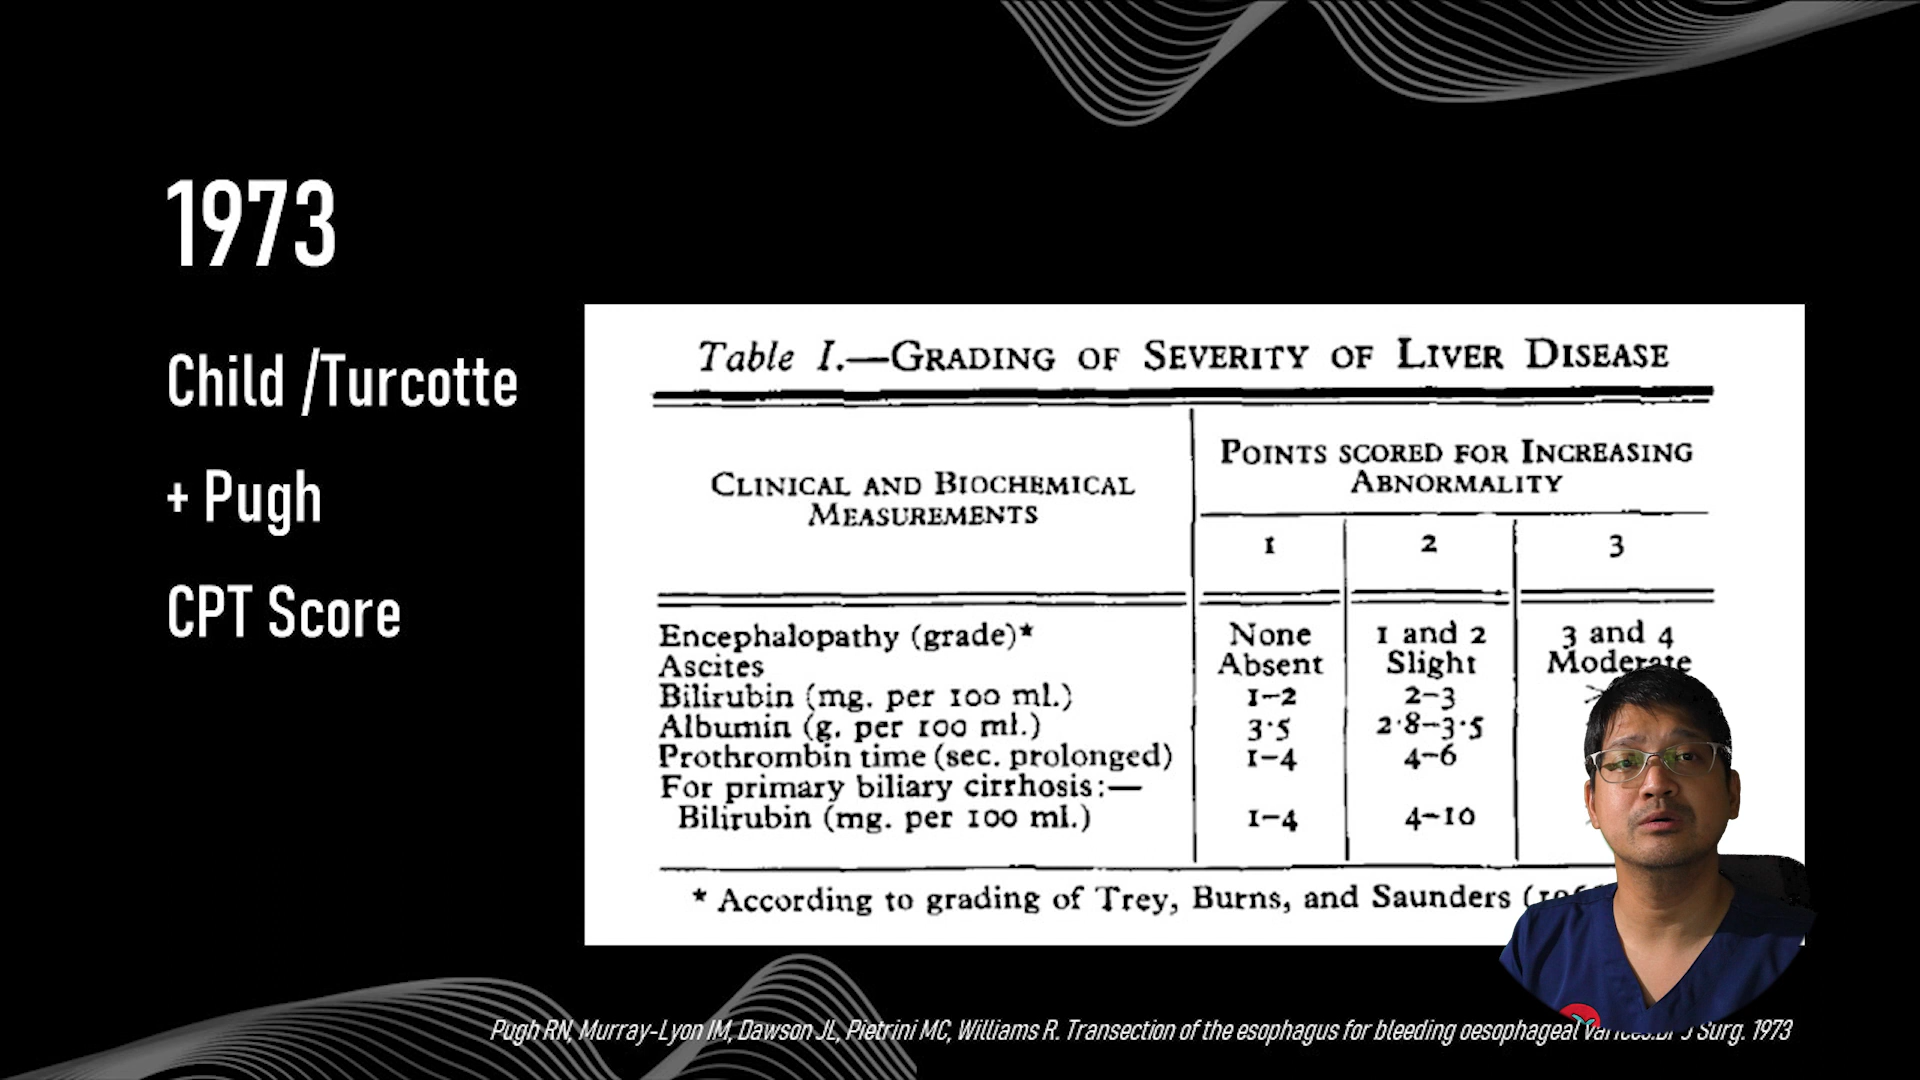 1973
Child /Turcotte
+ Pugh
CPT Score
Table I.—GRADING OF SEVERITY OF LIVER DISEASE
CLINICAL AND BIOCHEMICAL MEASUREMENTS
POINTS SCORED FOR INCREASING ABNORMALITY
1 2 3
Encephalopathy (grade)* None 1 and 2 3 and 4
Ascites Absent Slight Moderate
Bilirubin (mg. per 100 ml.) 1–2 2–3
Albumin (g. per 100 ml.) 3·5 2·8–3·5
Prothrombin time (sec. prolonged) 1–4 4–6
For primary biliary cirrhosis:—
Bilirubin (mg. per 100 ml.) 1–4 4–10
* According to grading of Trey, Burns, and Saunders
Pugh RN, Murray-Lyon IM, Dawson JL, Pietrini MC, Williams R. Transection of the esophagus for bleeding oesophageal varices.Br J Surg. 1973